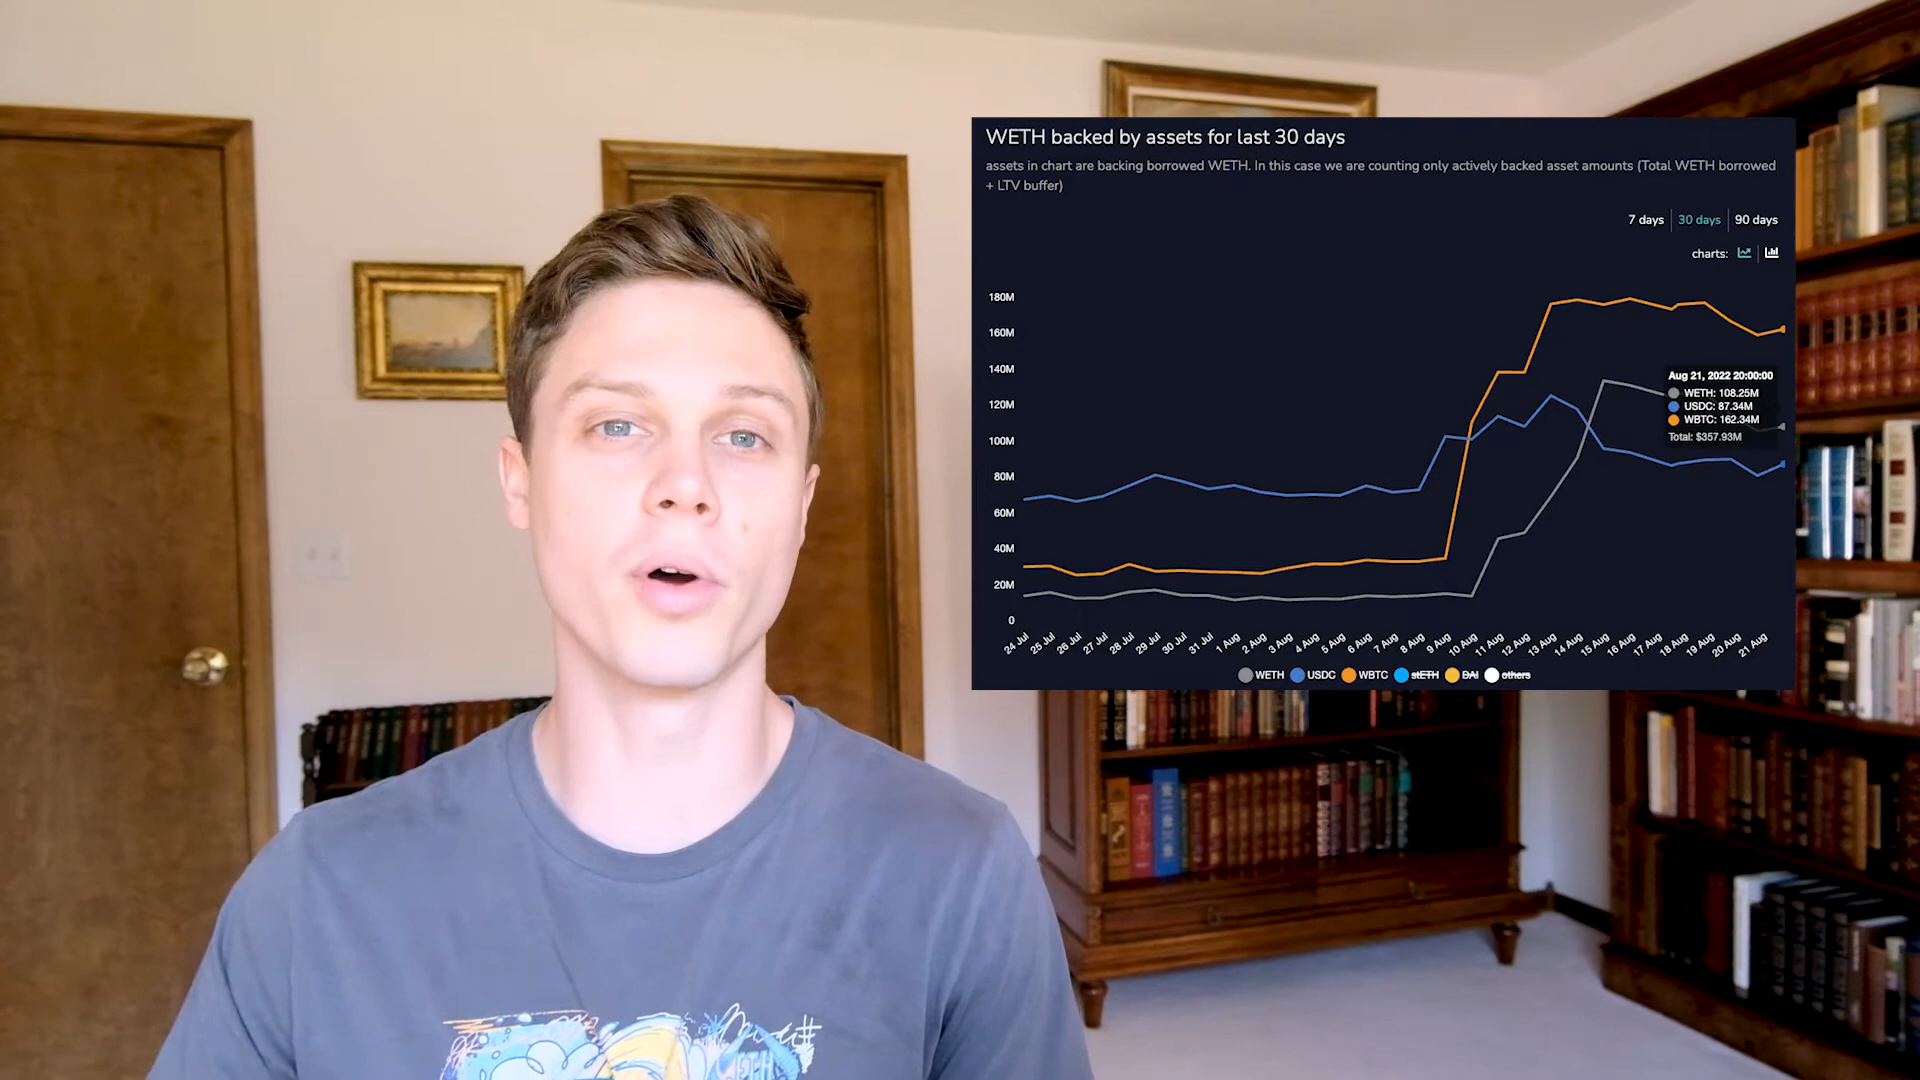 WETH backed by assets for last 30 days
assets in chart are backing borrowed WETH. In this case we are counting only actively backed asset amounts (Total WETH borrowed
+ LTV buffer)
7 days 30 days 90 days
charts:
180M
160M
140M
120M
100M
80M
60M
40M
20M
0
Aug 21, 2022 20:00:00
WETH: 108.25M
USDC: 87.34M
WBTC: 162.34M
Total: $357.93M
24 Jul 25 Jul 26 Jul 27 Jul 28 Jul 29 Jul 30 Jul 31 Jul 1 Aug 2 Aug 3 Aug 4 Aug 5 Aug 6 Aug 7 Aug 8 Aug 9 Aug 10 Aug 11 Aug 12 Aug 13 Aug 14 Aug 15 Aug 16 Aug 17 Aug 18 Aug 19 Aug 20 Aug 21 Aug
WETH USDC WBTC stETH DAI others